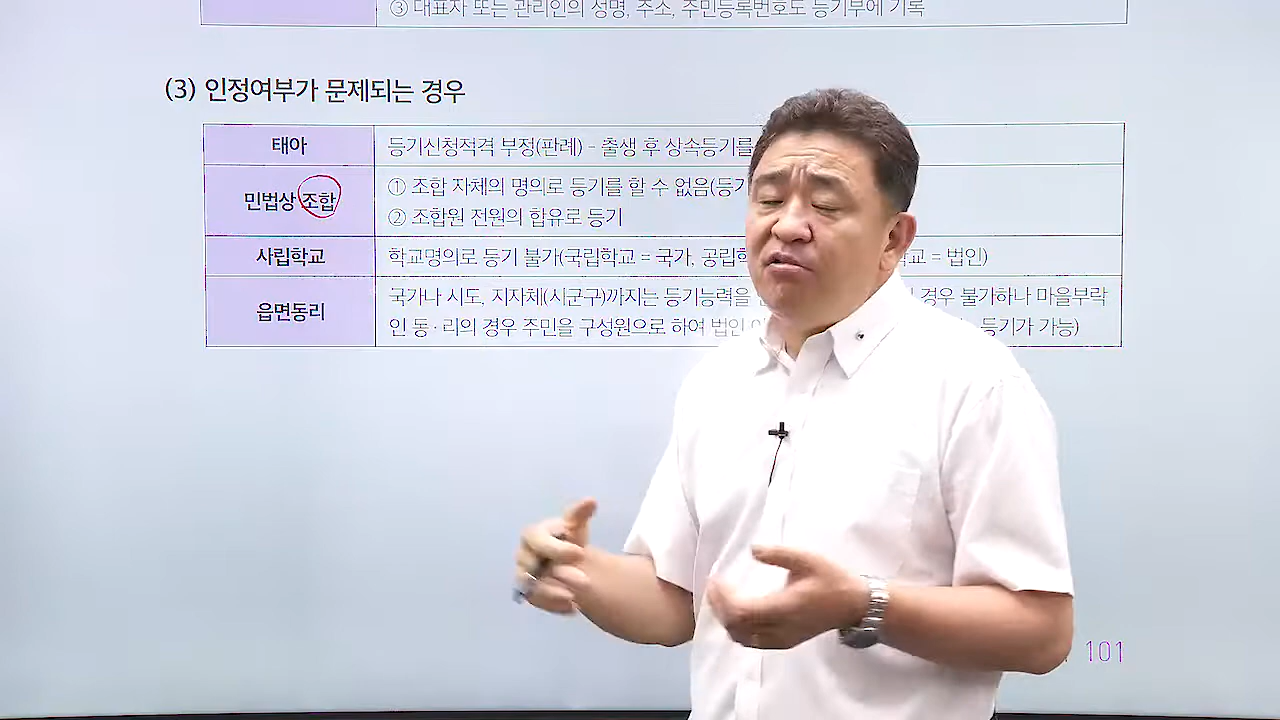 ③ 대표자 또는 관리인의 성명, 주소, 주민등록번호도 등기부에 기록
(3) 인정여부가 문제되는 경우
태아
등기신청적격 부정(판례) - 출생 후 상속등기를
민법상 조합
① 조합 자체의 명의로 등기를 할 수 없음(등기
② 조합원 전원의 합유로 등기
사립학교
학교명의로 등기 불가(국립학교 = 국가, 공립학 교 = 법인)
읍면동리
국가나 시도, 지자체(시군구)까지는 등기능력을 경우 불가하나 마을부락
인 동·리의 경우 주민을 구성원으로 하여 법인 등기가 가능)
101